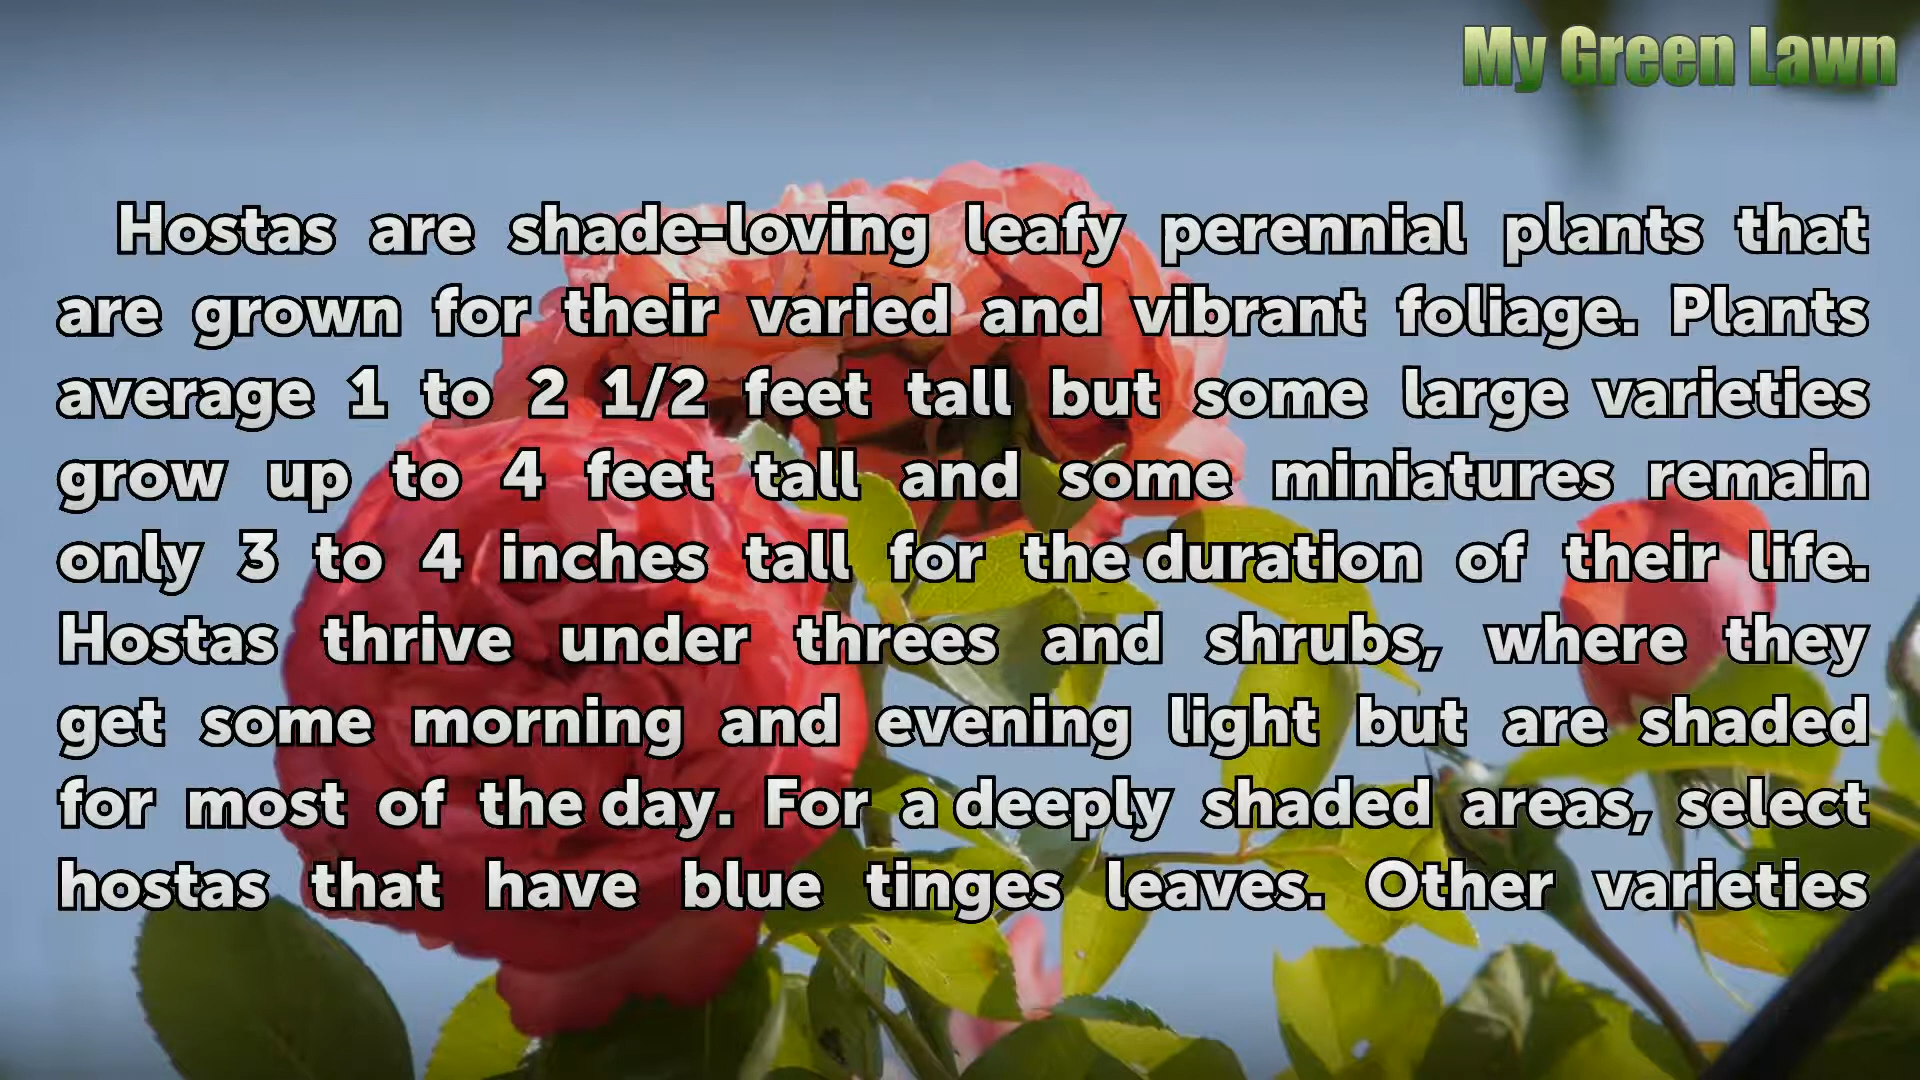 My Green Lawn
Hostas are shade-loving leafy perennial plants that
are grown for their varied and vibrant foliage. Plants
average 1 to 2 1/2 feet tall but some large varieties
grow up to 4 feet tall and some miniatures remain
only 3 to 4 inches tall for the duration of their life.
Hostas thrive under threes and shrubs, where they
get some morning and evening light but are shaded
for most of the day. For a deeply shaded areas, select
hostas that have blue tinges leaves. Other varieties